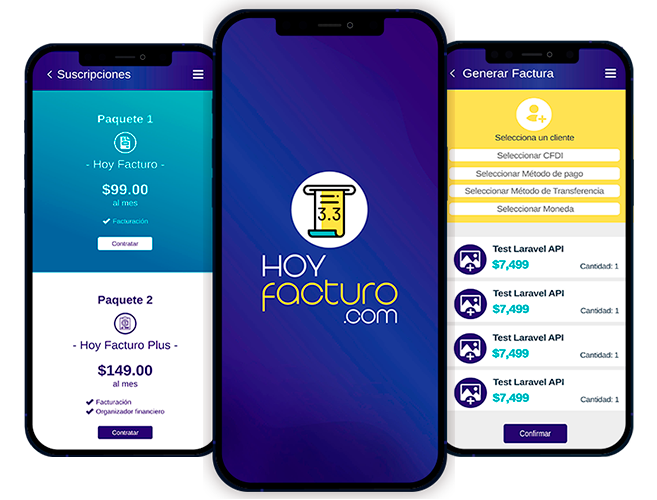 Suscripciones
Paquete 1
- Hoy Facturo -
$99.00
al mes
Facturación
Contratar
Paquete 2
- Hoy Facturo Plus -
$149.00
al mes
Facturación
Organizador financiero
Contratar
3.3
HOY
Facturo
.com
Generar Factura
Selecciona un cliente
Seleccionar CFDI
Seleccionar Método de pago
Seleccionar Método de Transferencia
Seleccionar Moneda
Test Laravel API
$7,499 Cantidad: 1
Test Laravel API
$7,499 Cantidad: 1
Test Laravel API
$7,499 Cantidad: 1
Test Laravel API
$7,499 Cantidad: 1
Confirmar